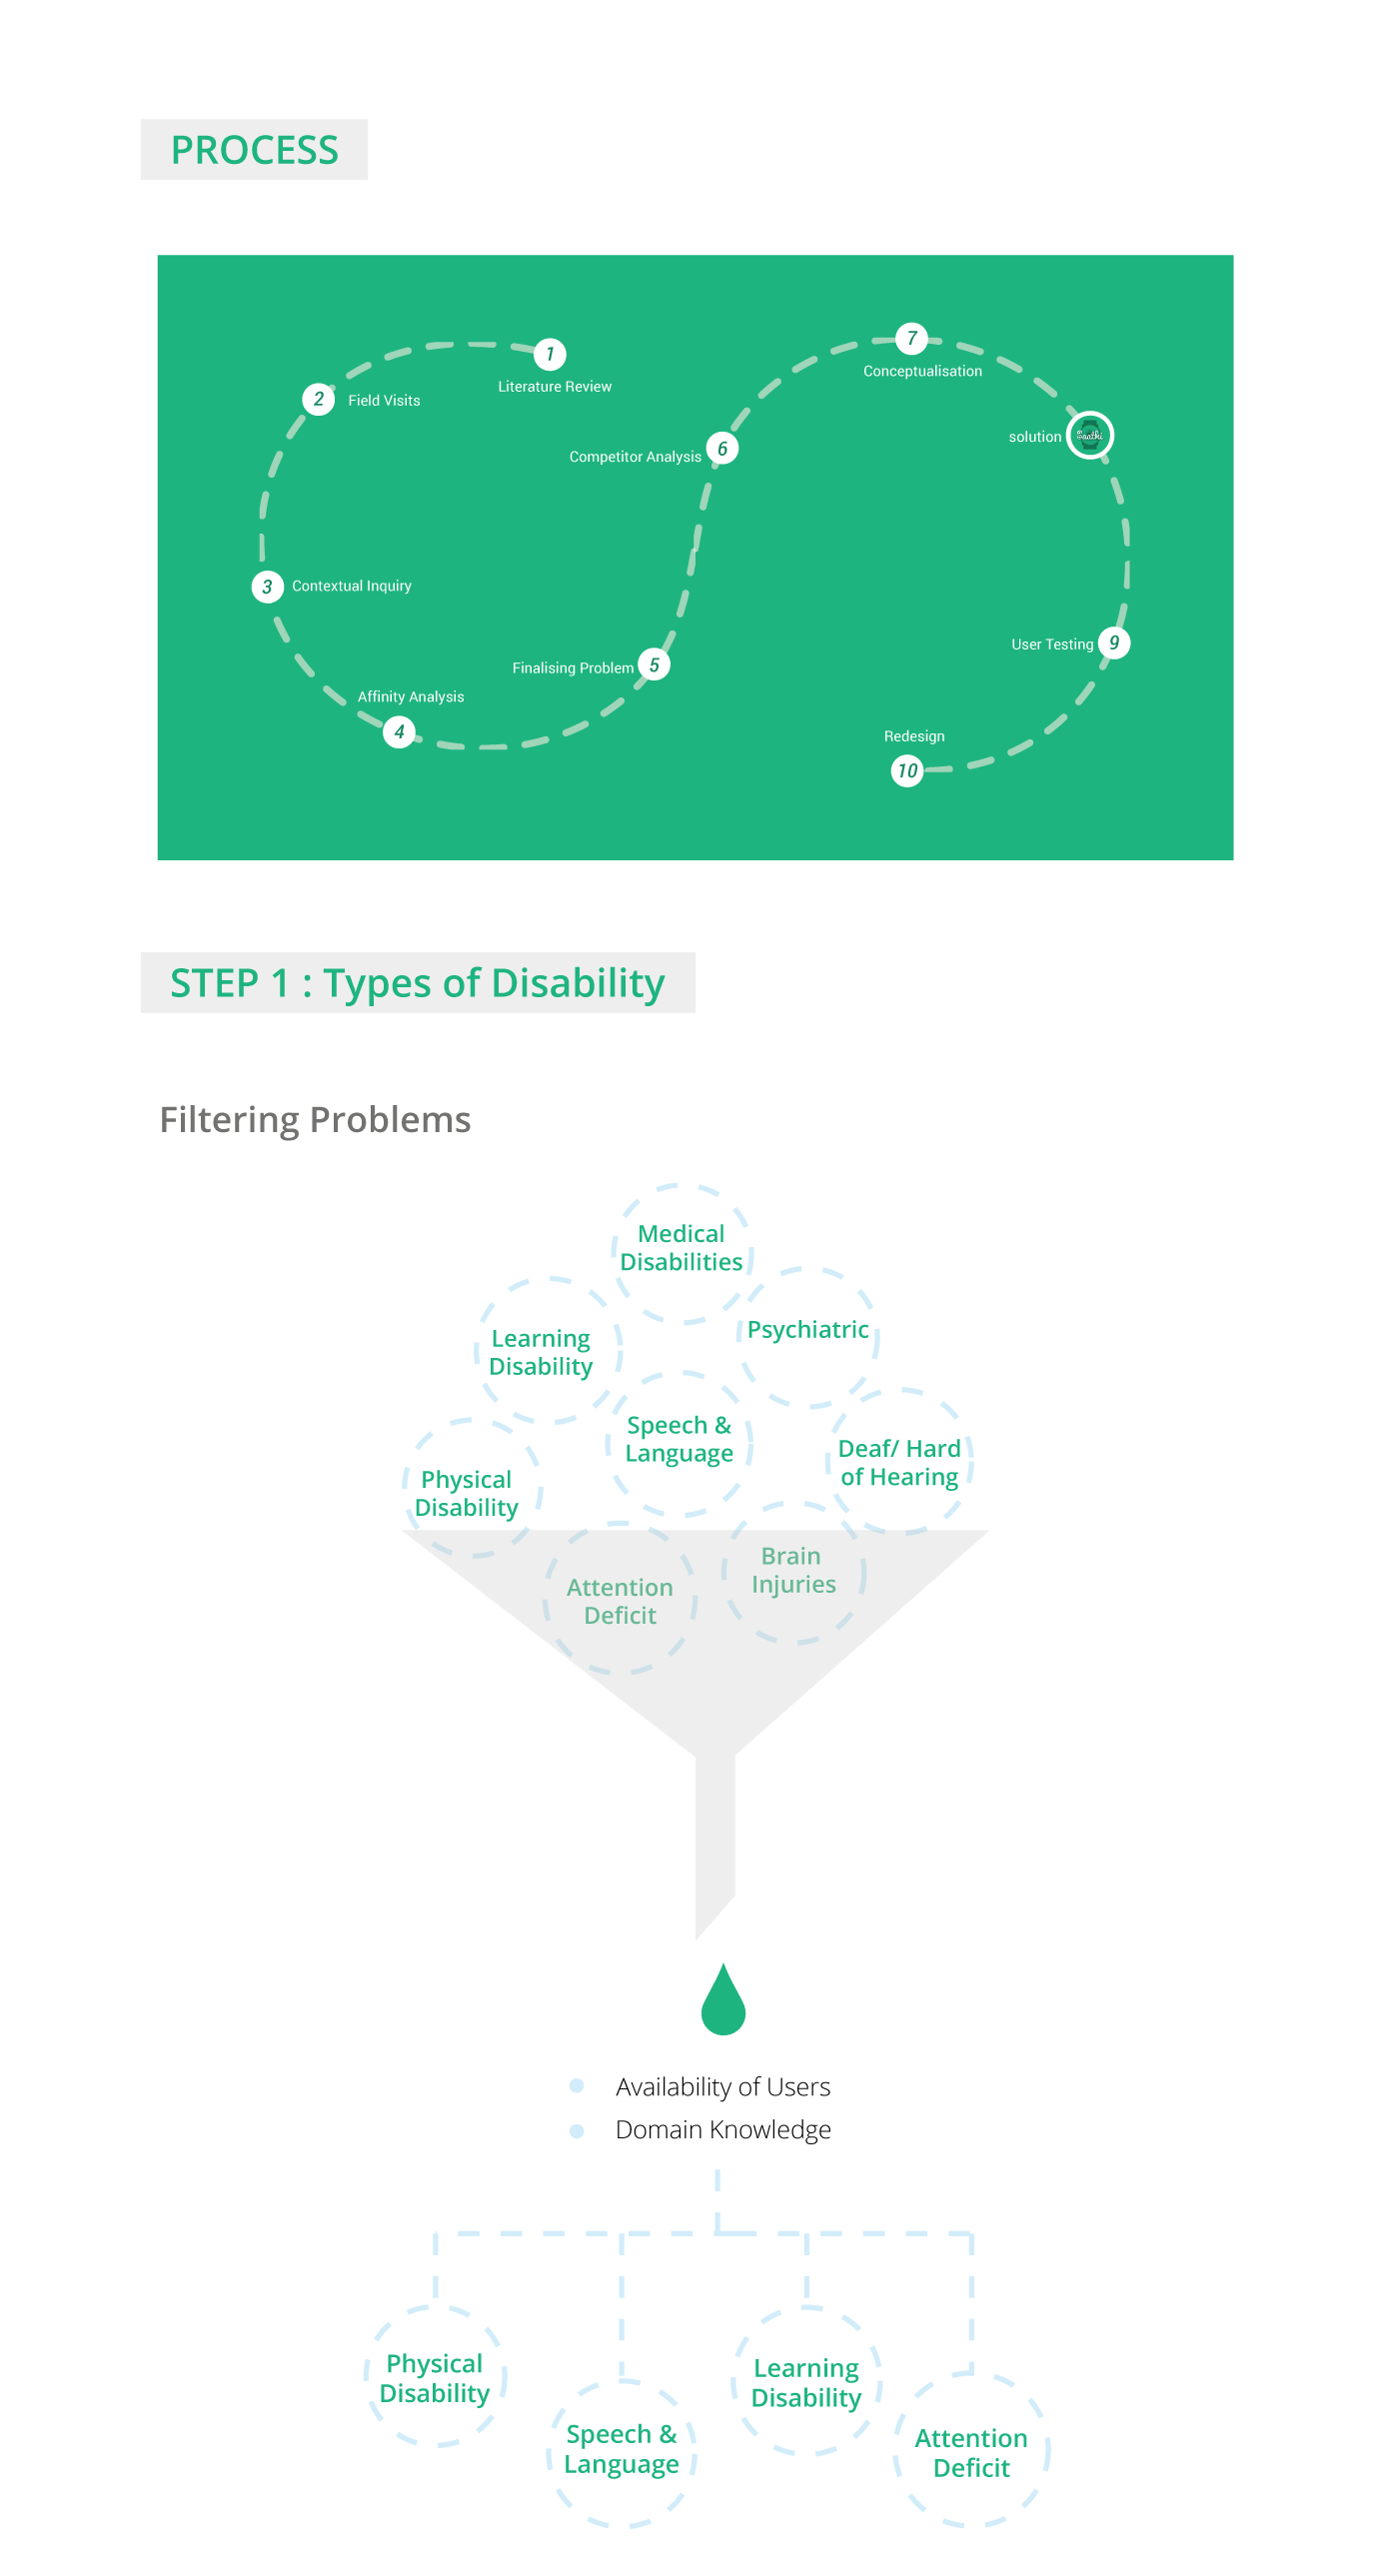 PROCESS
1
Literature Review
2
Field Visits
3
Contextual Inquiry
Affinity Analysis
4
Finalising Problem
5
Competitor Analysis
6
7
Conceptualisation
solution
Saathi
User Testing
9
Redesign
10
STEP 1 : Types of Disability
Filtering Problems
Medical
Disabilities
Psychiatric
Learning
Disability
Speech &
Language
Deaf/ Hard
of Hearing
Physical
Disability
Brain
Injuries
Attention
Deficit
Availability of Users
Domain Knowledge
Physical
Disability
Speech &
Language
Learning
Disability
Attention
Deficit